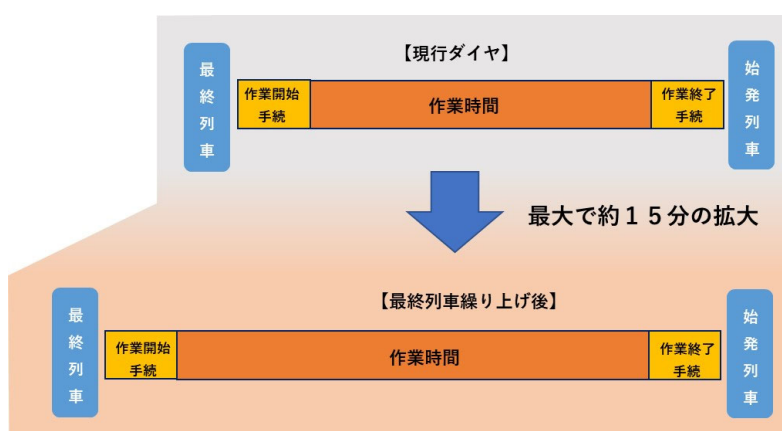 【現行ダイヤ】
最終列車
作業開始
手続
作業時間
作業終了
手続
始発列車
最大で約１５分の拡大
【最終列車繰り上げ後】
最終列車
作業開始
手続
作業時間
作業終了
手続
始発列車